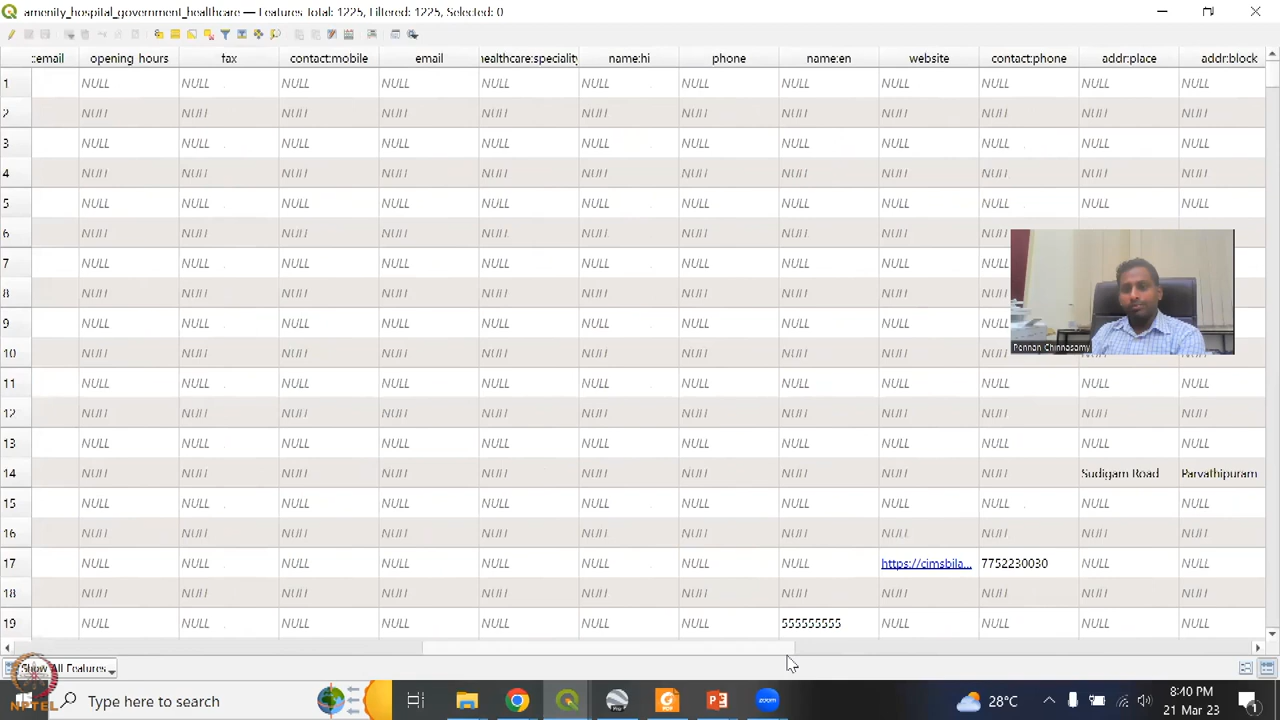 amenity_hospital_government_healthcare — Features Total: 1225, Filtered: 1225, Selected: 0
:email opening_hours fax contact:mobile email healthcare:speciality name:hi phone name:en website contact:phone addr:place addr:block
1 NULL NULL NULL NULL NULL NULL NULL NULL NULL NULL NULL NULL
2 NULL NULL NULL NULL NULL NULL NULL NULL NULL NULL NULL NULL
3 NULL NULL NULL NULL NULL NULL NULL NULL NULL NULL NULL NULL
4 NULL NULL NULL NULL NULL NULL NULL NULL NULL NULL NULL NULL
5 NULL NULL NULL NULL NULL NULL NULL NULL NULL NULL NULL NULL
6 NULL NULL NULL NULL NULL NULL NULL NULL NULL NULL
7 NULL NULL NULL NULL NULL NULL NULL NULL NULL NULL
8 NULL NULL NULL NULL NULL NULL NULL NULL NULL NULL
9 NULL NULL NULL NULL NULL NULL NULL NULL NULL NULL
10 NULL NULL NULL NULL NULL NULL NULL NULL NULL NULL
Pennan Chinnasamy
11 NULL NULL NULL NULL NULL NULL NULL NULL NULL NULL NULL NULL
12 NULL NULL NULL NULL NULL NULL NULL NULL NULL NULL NULL NULL
13 NULL NULL NULL NULL NULL NULL NULL NULL NULL NULL NULL NULL
14 NULL NULL NULL NULL NULL NULL NULL NULL NULL NULL Sudigam Road Parvathipuram
15 NULL NULL NULL NULL NULL NULL NULL NULL NULL NULL NULL NULL
16 NULL NULL NULL NULL NULL NULL NULL NULL NULL NULL NULL NULL
17 NULL NULL NULL NULL NULL NULL NULL NULL https://cimsbila... 7752230030 NULL NULL
18 NULL NULL NULL NULL NULL NULL NULL NULL NULL NULL NULL NULL
19 NULL NULL NULL NULL NULL NULL NULL 555555555 NULL NULL NULL NULL
Show All Features
NPTEL
Type here to search
28°C
8:40 PM
21 Mar 23
1